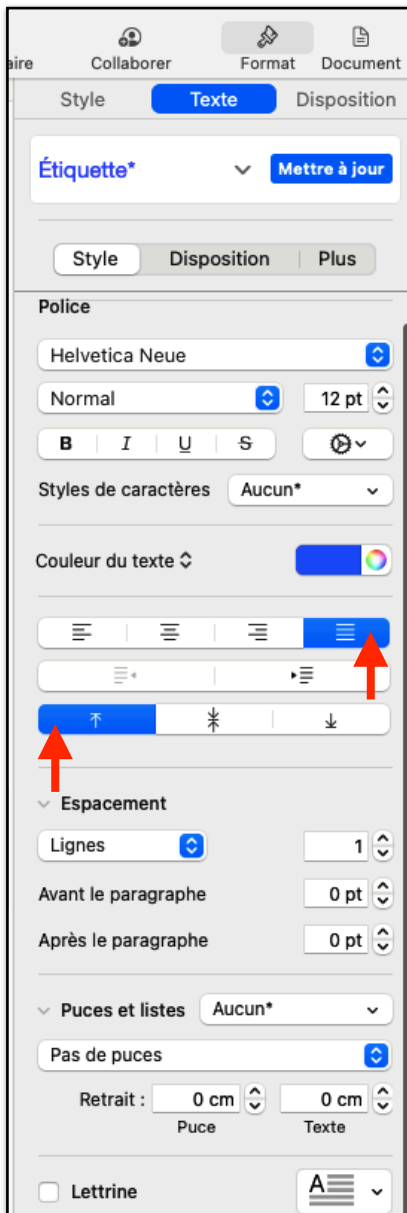 aire Collaborer Format Document
Style Texte Disposition
Étiquette* Mettre à jour
Style Disposition Plus
Police
Helvetica Neue
Normal 12 pt
B I U S
Styles de caractères Aucun*
Couleur du texte
Espacement
Lignes 1
Avant le paragraphe 0 pt
Après le paragraphe 0 pt
Puces et listes Aucun*
Pas de puces
Retrait : 0 cm 0 cm
Puce Texte
Lettrine A